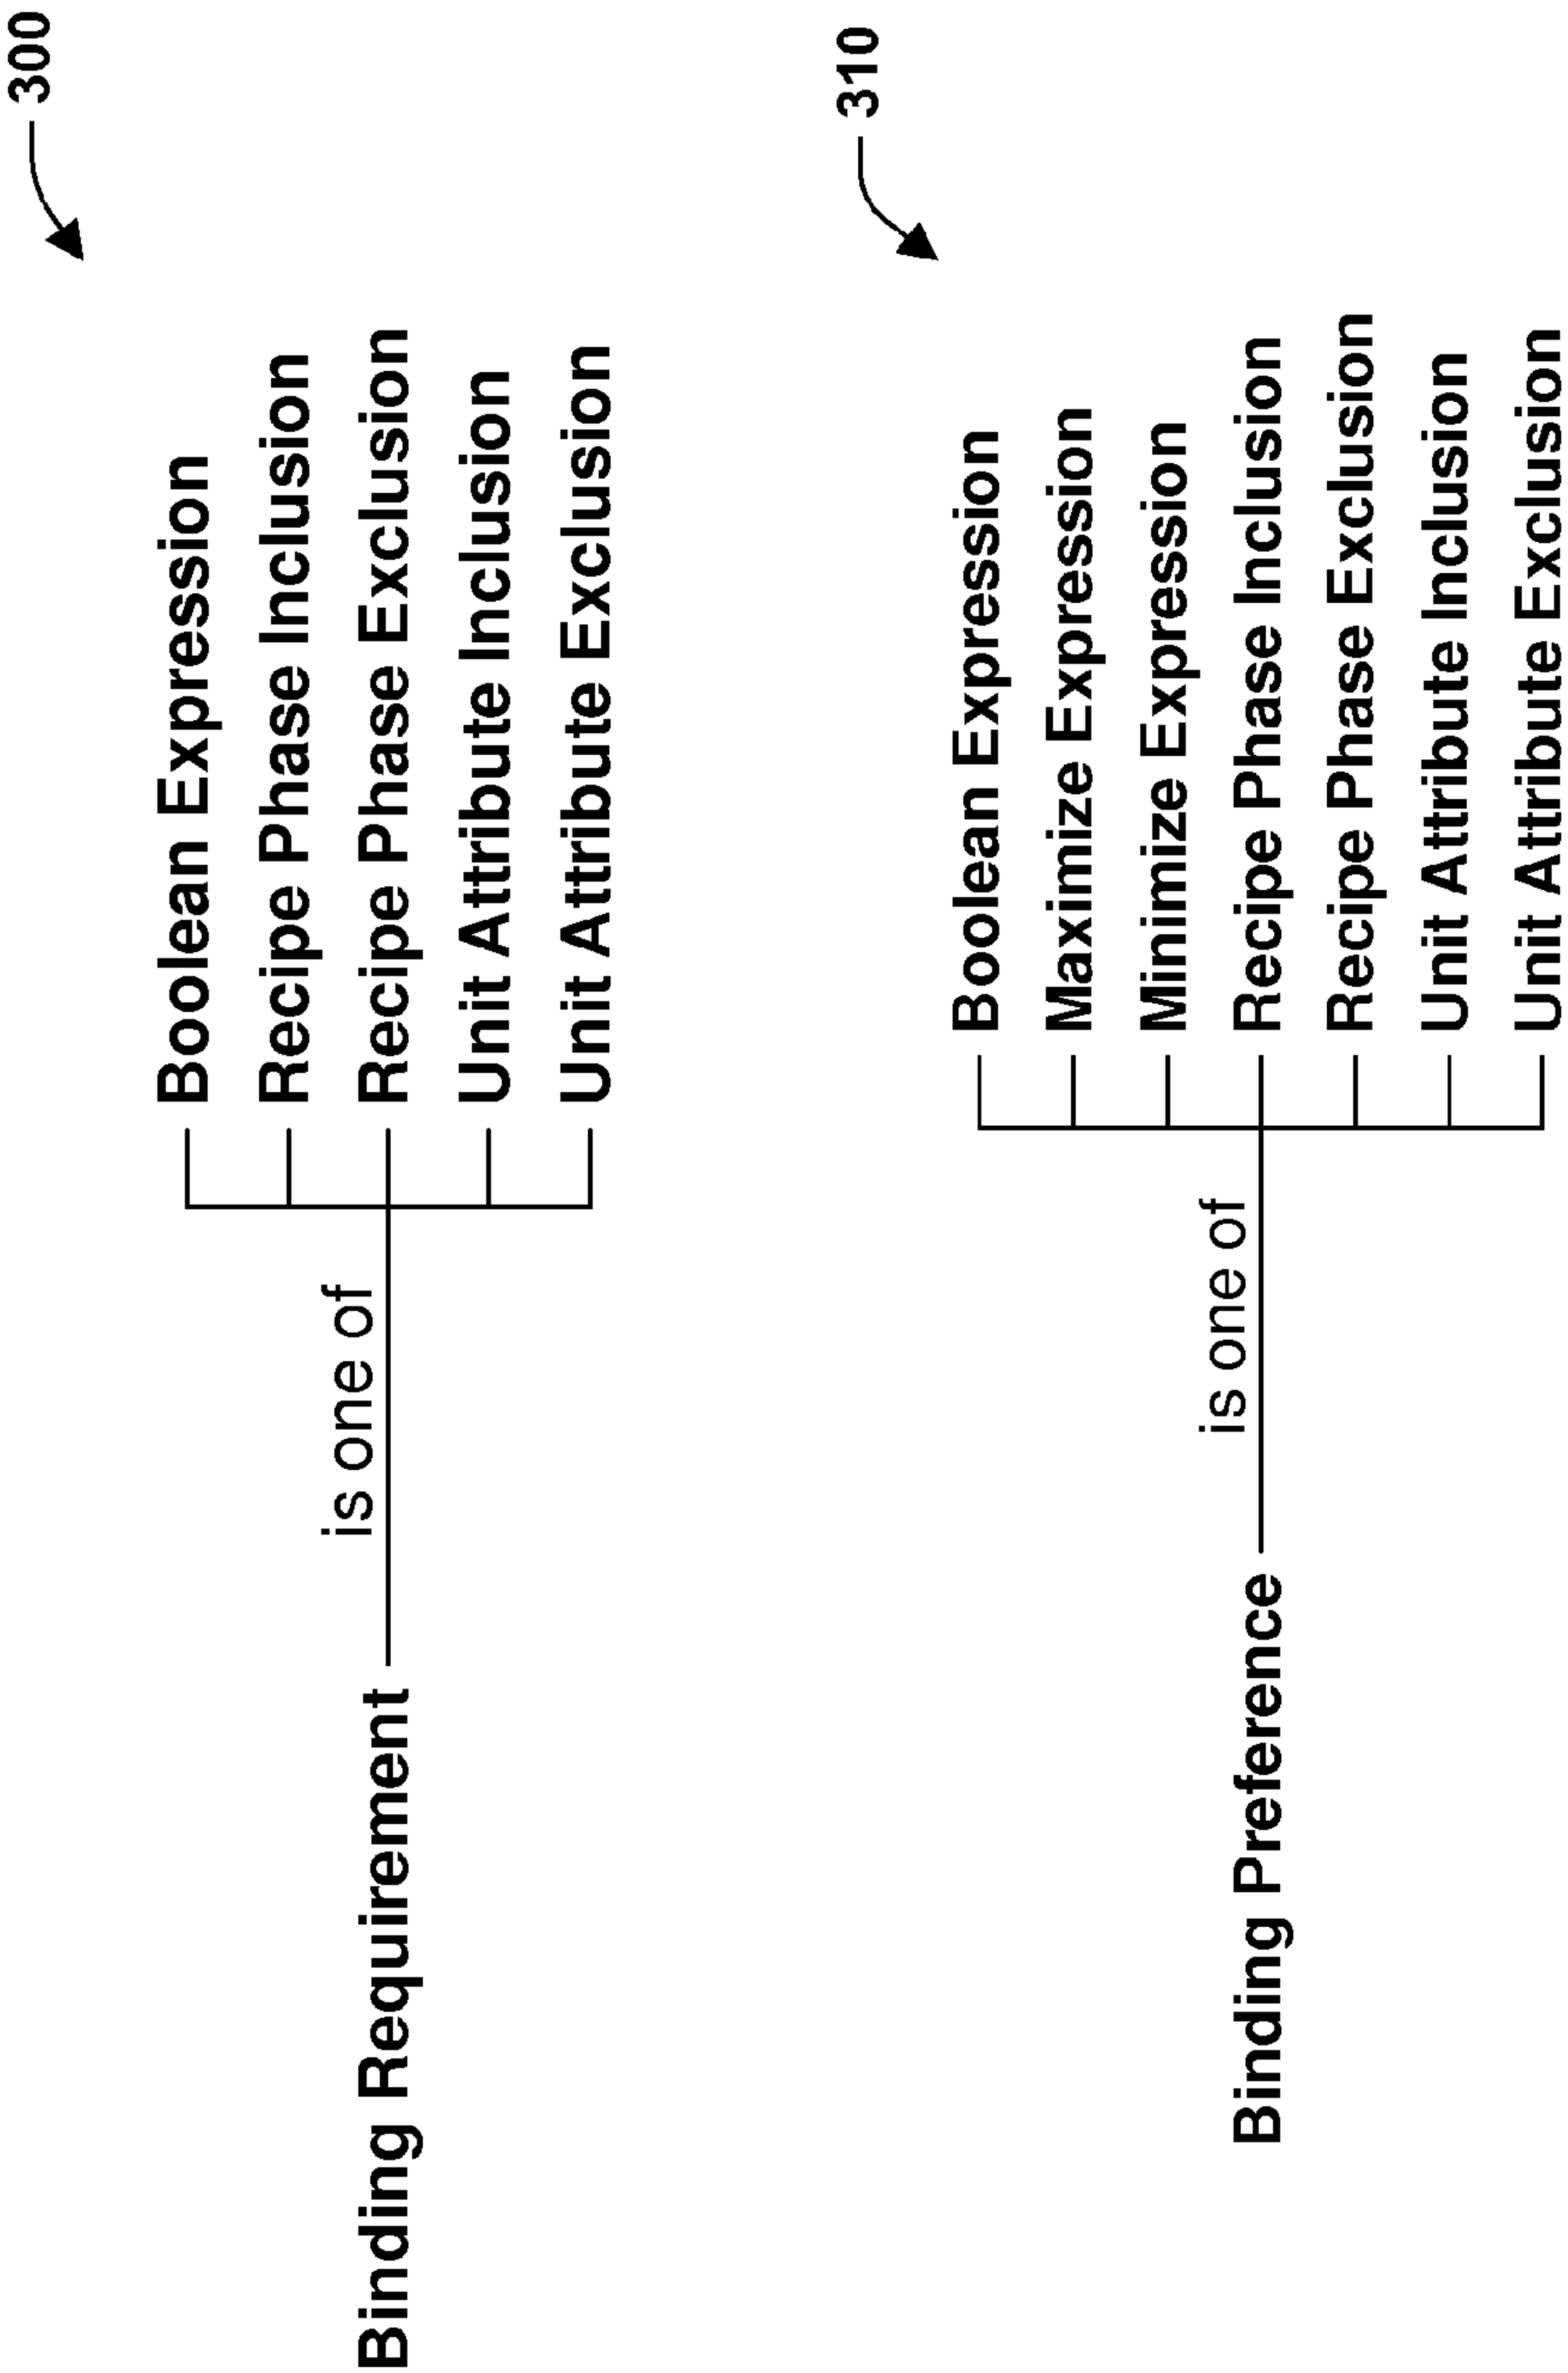 300
Boolean Expression
Recipe Phase Inclusion
is one of
Binding Requirement
Recipe Phase Exclusion
Unit Attribute Inclusion
Unit Attribute Exclusion
310
Boolean Expression
Maximize Expression
Minimize Expression
is one of
Binding Preference
Recipe Phase Inclusion
Recipe Phase Exclusion
Unit Attribute Inclusion
Unit Attribute Exclusion